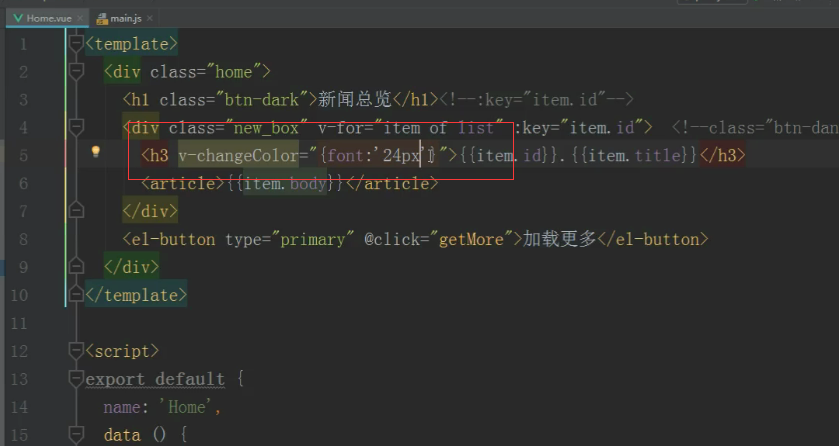 Home.vue main.js
1 <template>
2 <div class="home">
3 <h1 class="btn-dark">新闻总览</h1><!--:key="item.id"-->
4 <div class="new_box" v-for="item of list" :key="item.id"> <!--class="btn-dan
5 <h3 v-changeColor="{font:'24px'}">{{item.id}}.{{item.title}}</h3>
6 <article>{{item.body}}</article>
7 </div>
8 <el-button type="primary" @click="getMore">加载更多</el-button>
9 </div>
10 </template>
11
12 <script>
13 export default {
14 name: 'Home',
15 data () {